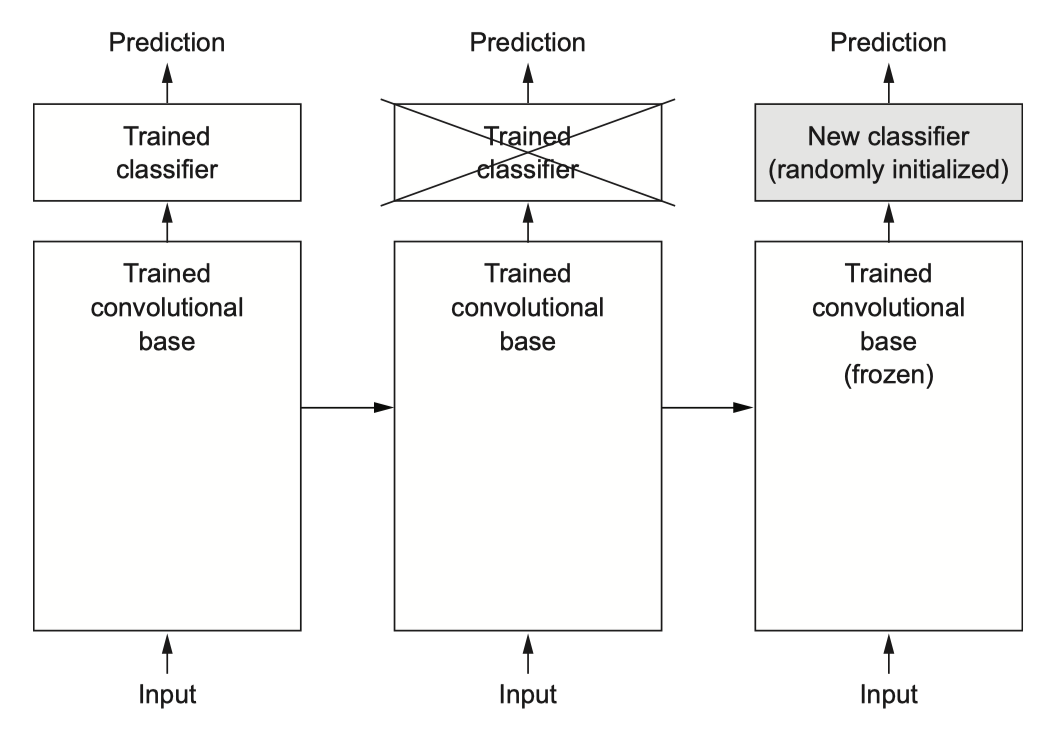 Prediction
Trained
classifier
Trained
convolutional
base
Input
Prediction
Trained
classifier
Trained
convolutional
base
Input
Prediction
New classifier
(randomly initialized)
Trained
convolutional
base
(frozen)
Input